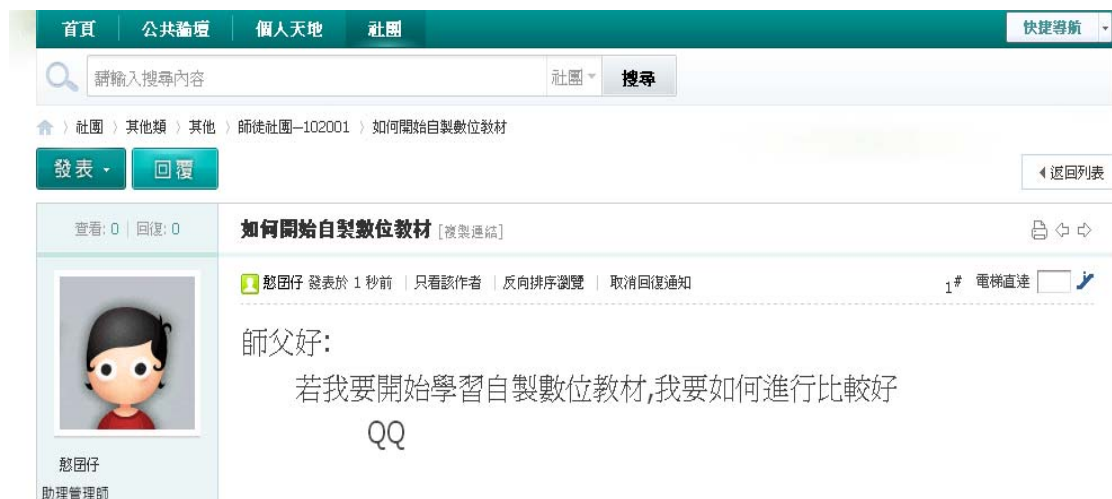 首頁 公共論壇 個人天地 社團 快捷導航
請輸入搜尋內容 社團 搜尋
社團 〉 其他類 〉 其他 〉 師徒社團—102001 〉 如何開始自製數位教材
發表 回覆 返回列表
查看: 0 | 回復: 0 如何開始自製數位教材 [複製連結]
憨囝仔 發表於 1 秒前 | 只看該作者 | 反向排序瀏覽 | 取消回復通知 1# 電梯直達
師父好:
若我要開始學習自製數位教材,我要如何進行比較好
QQ
憨囝仔
助理管理師